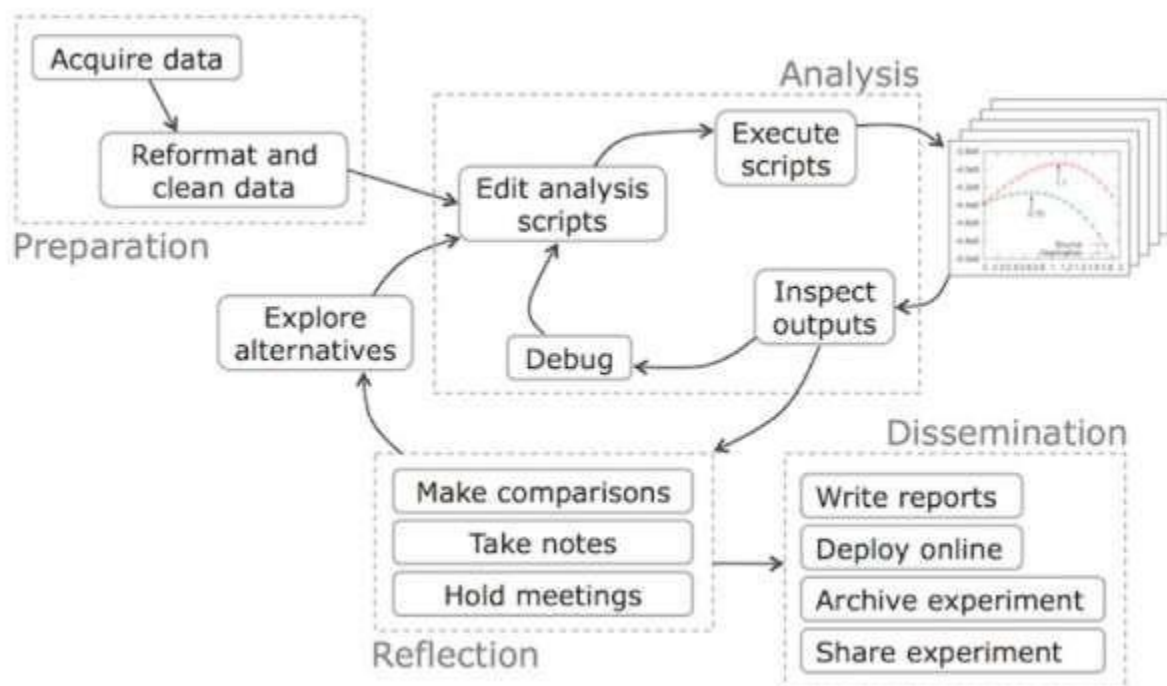 Acquire data
Reformat and
clean data
Preparation
Analysis
Edit analysis
scripts
Execute
scripts
Inspect
outputs
Debug
Explore
alternatives
Make comparisons
Take notes
Hold meetings
Reflection
Dissemination
Write reports
Deploy online
Archive experiment
Share experiment